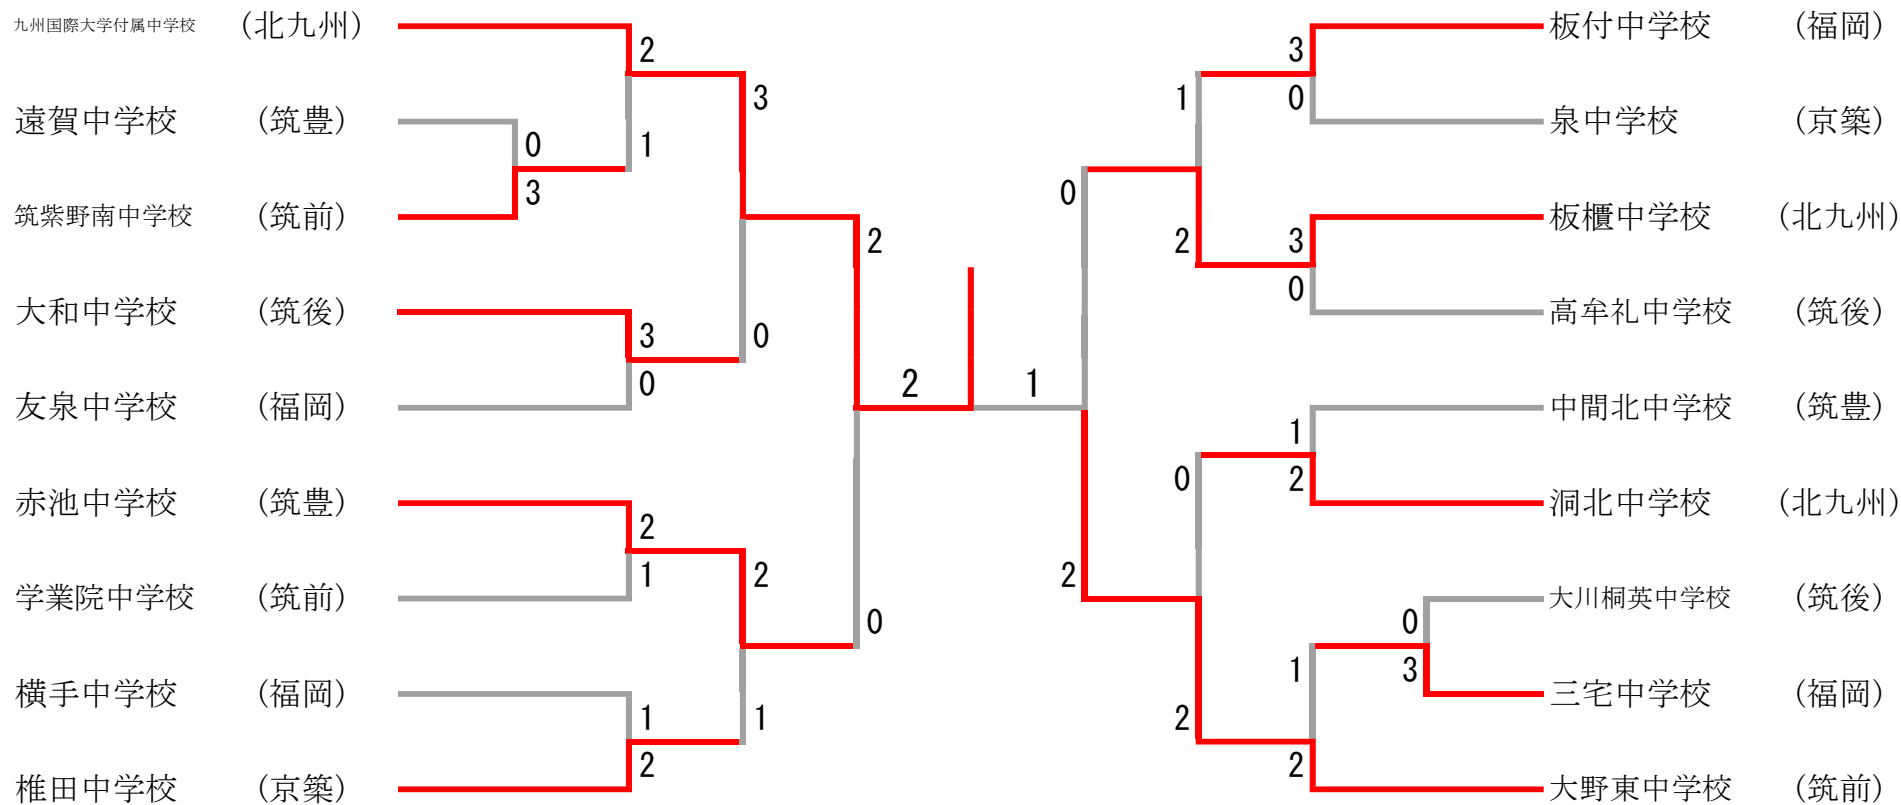 九州国際大学付属中学校 (北九州)
2
3
遠賀中学校 (筑豊)
0
1
3
筑紫野南中学校 (筑前)
2
大和中学校 (筑後)
3
0
0
友泉中学校 (福岡)
赤池中学校 (筑豊)
2
1
2
学業院中学校 (筑前)
0
横手中学校 (福岡)
1
1
2
椎田中学校 (京築)
2 1
板付中学校 (福岡)
3
1
0
泉中学校 (京築)
0
板櫃中学校 (北九州)
2
3
0
高牟礼中学校 (筑後)
中間北中学校 (筑豊)
1
0
2
洞北中学校 (北九州)
2
大川桐英中学校 (筑後)
0
1
3
三宅中学校 (福岡)
2
2
大野東中学校 (筑前)